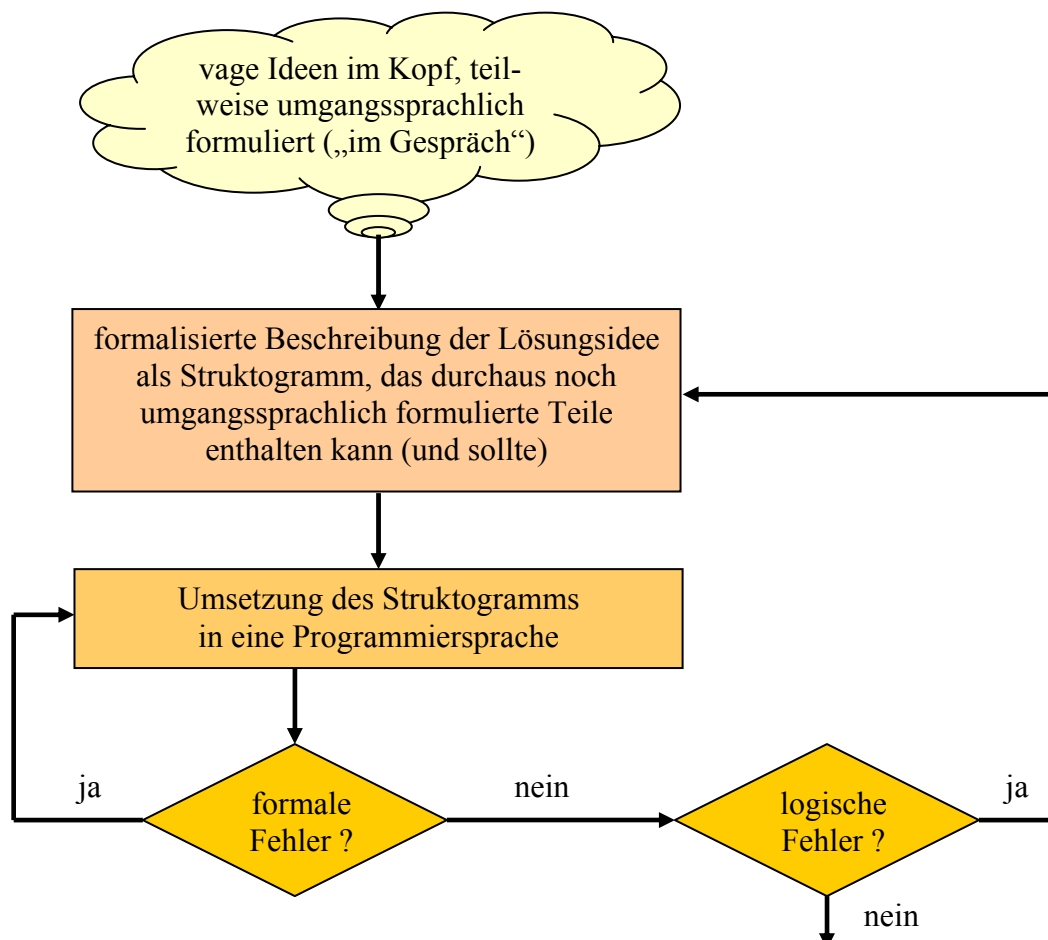 vage Ideen im Kopf, teil-
weise umgangssprachlich
formuliert („im Gespräch“)
formalisierte Beschreibung der Lösungsidee
als Struktogramm, das durchaus noch
umgangssprachlich formulierte Teile
enthalten kann (und sollte)
Umsetzung des Struktogramms
in eine Programmiersprache
ja
formale
Fehler ?
nein
logische
Fehler ?
ja
nein